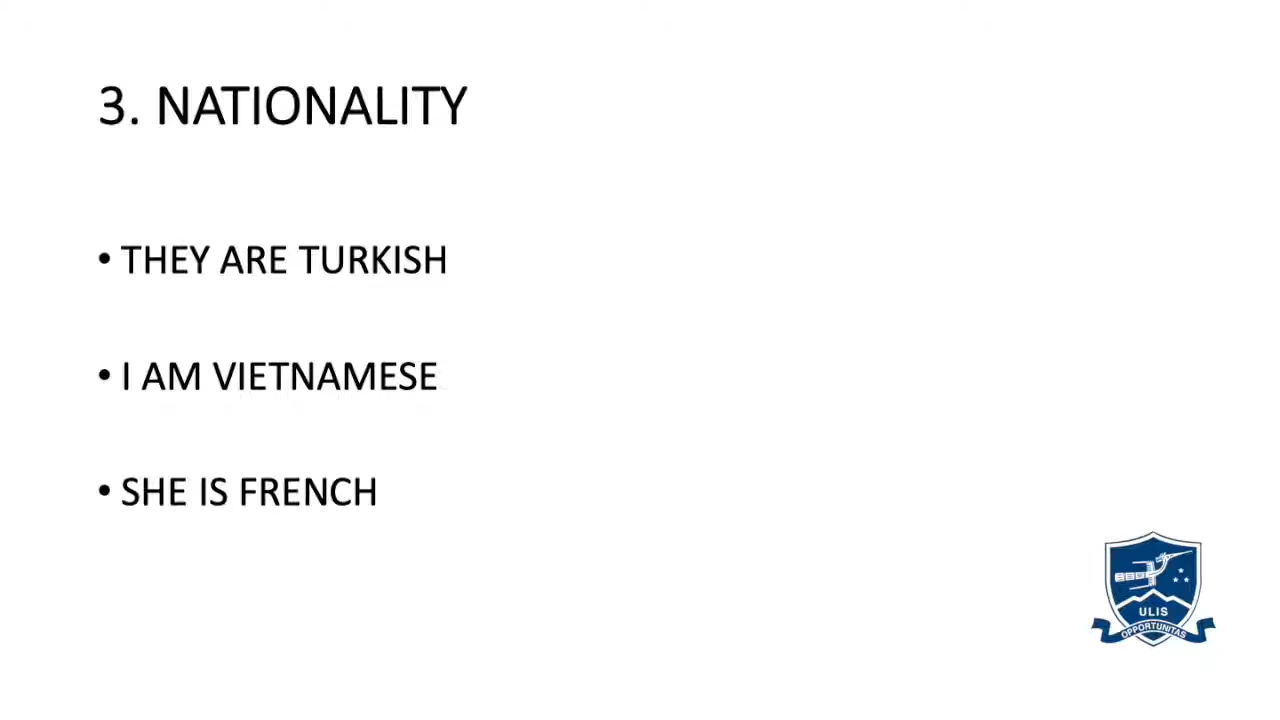 3. NATIONALITY
• THEY ARE TURKISH
• I AM VIETNAMESE
• SHE IS FRENCH
ULIS
OPPORTUNITAS